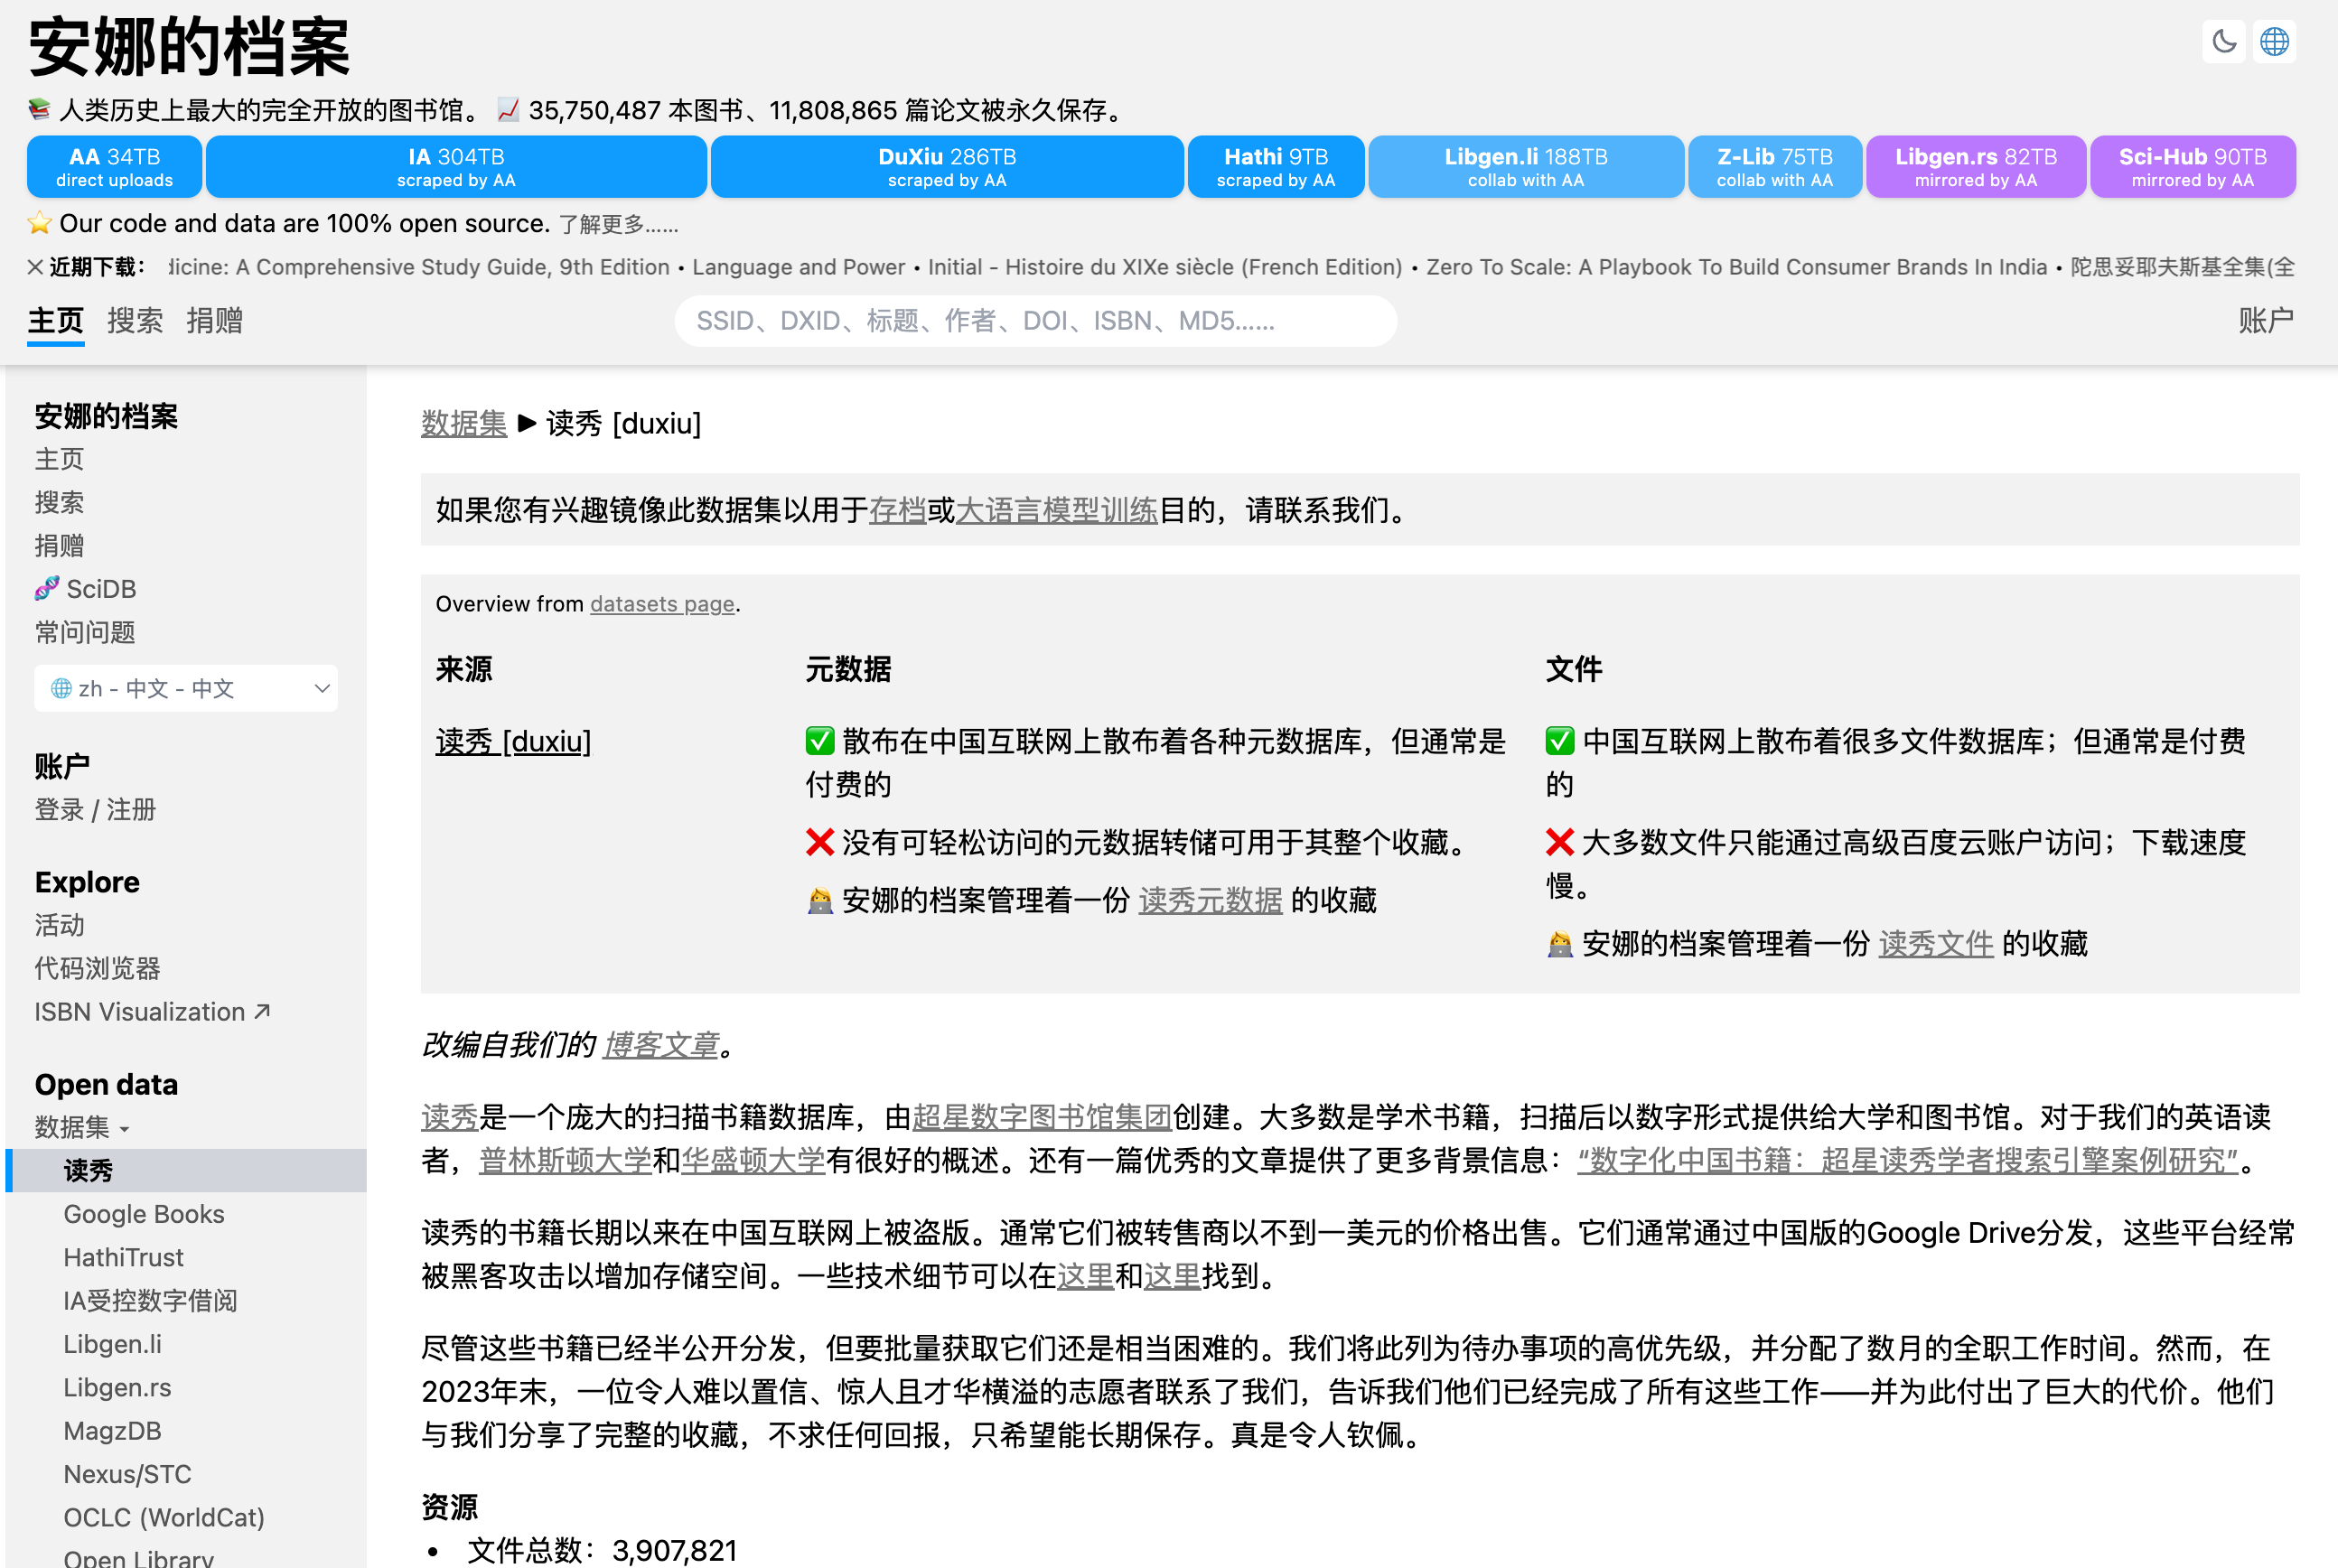 安娜的档案
📚 人类历史上最大的完全开放的图书馆。 📈 35,750,487 本图书、11,808,865 篇论文被永久保存。
AA 34TB
direct uploads
IA 304TB
scraped by AA
DuXiu 286TB
scraped by AA
Hathi 9TB
scraped by AA
Libgen.li 188TB
collab with AA
Z-Lib 75TB
collab with AA
Libgen.rs 82TB
mirrored by AA
Sci-Hub 90TB
mirrored by AA
⭐ Our code and data are 100% open source. 了解更多……
× 近期下载： dicine: A Comprehensive Study Guide, 9th Edition • Language and Power • Initial - Histoire du XIXe siècle (French Edition) • Zero To Scale: A Playbook To Build Consumer Brands In India • 陀思妥耶夫斯基全集(全
主页 搜索 捐赠
SSID、DXID、标题、作者、DOI、ISBN、MD5……
账户
安娜的档案
主页
搜索
捐赠
🧬 SciDB
常问问题
🌐 zh - 中文 - 中文
账户
登录 / 注册
Explore
活动
代码浏览器
ISBN Visualization ↗
Open data
数据集
读秀
Google Books
HathiTrust
IA受控数字借阅
Libgen.li
Libgen.rs
MagzDB
Nexus/STC
OCLC (WorldCat)
Open Library
数据集 ▶ 读秀 [duxiu]
如果您有兴趣镜像此数据集以用于存档或大语言模型训练目的，请联系我们。
Overview from datasets page.
来源
元数据
文件
读秀 [duxiu]
✅ 散布在中国互联网上散布着各种元数据库，但通常是
付费的
❌ 没有可轻松访问的元数据转储可用于其整个收藏。
👩‍💻 安娜的档案管理着一份 读秀元数据 的收藏
✅ 中国互联网上散布着很多文件数据库；但通常是付费
的
❌ 大多数文件只能通过高级百度云账户访问；下载速度
慢。
👩‍💻 安娜的档案管理着一份 读秀文件 的收藏
改编自我们的 博客文章。
读秀是一个庞大的扫描书籍数据库，由超星数字图书馆集团创建。大多数是学术书籍，扫描后以数字形式提供给大学和图书馆。对于我们的英语读
者，普林斯顿大学和华盛顿大学有很好的概述。还有一篇优秀的文章提供了更多背景信息：“数字化中国书籍：超星读秀学者搜索引擎案例研究”。
读秀的书籍长期以来在中国互联网上被盗版。通常它们被转售商以不到一美元的价格出售。它们通常通过中国版的Google Drive分发，这些平台经常
被黑客攻击以增加存储空间。一些技术细节可以在这里和这里找到。
尽管这些书籍已经半公开分发，但要批量获取它们还是相当困难的。我们将此列为待办事项的高优先级，并分配了数月的全职工作时间。然而，在
2023年末，一位令人难以置信、惊人且才华横溢的志愿者联系了我们，告诉我们他们已经完成了所有这些工作——并为此付出了巨大的代价。他们
与我们分享了完整的收藏，不求任何回报，只希望能长期保存。真是令人钦佩。
资源
• 文件总数：3,907,821